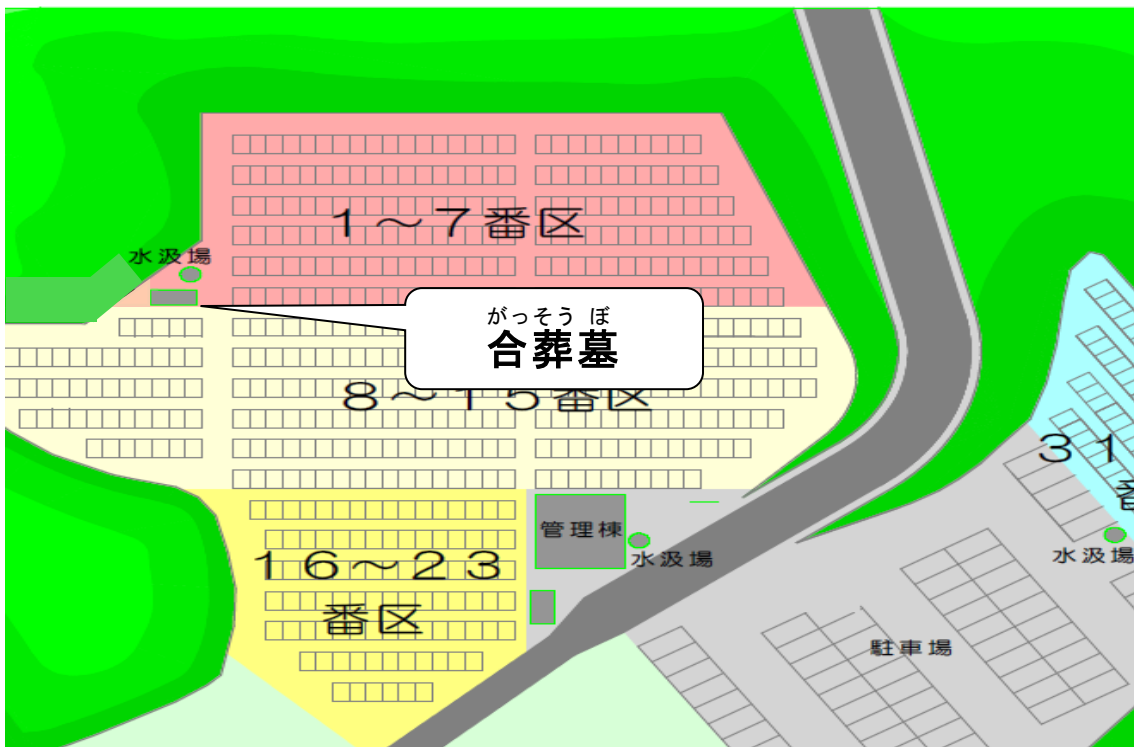 １～７番区
水汲場
がっそう ぼ
合葬墓
８～１５番区
３１
番
管理棟
水汲場
水汲場
１６～２３
番区
駐車場